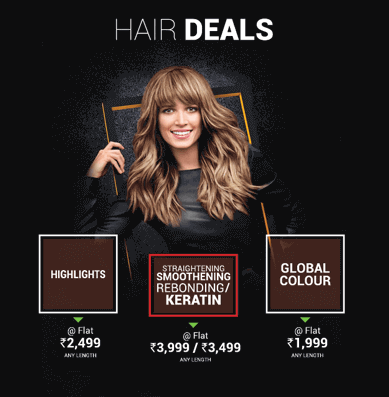 HAIR DEALS
HIGHLIGHTS
@ Flat
₹2,499
ANY LENGTH
STRAIGHTENING
SMOOTHENING
REBONDING/
KERATIN
@ Flat
₹3,999 / ₹3,499
ANY LENGTH
GLOBAL
COLOUR
@ Flat
₹1,999
ANY LENGTH